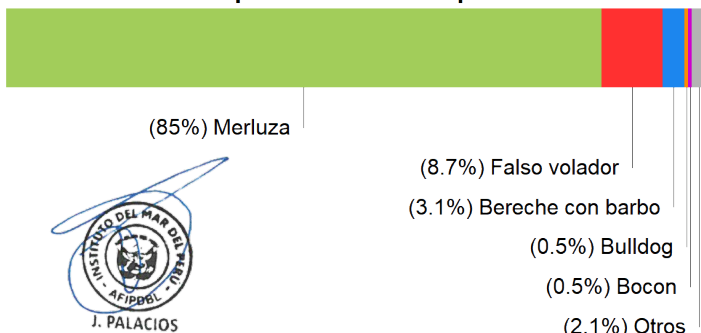 (85%) Merluza
(8.7%) Falso volador
(3.1%) Bereche con barbo
(0.5%) Bulldog
(0.5%) Bocon
(2.1%) Otros
INSTITUTO DEL MAR DEL PERÚ
AFIPDBL
J. PALACIOS